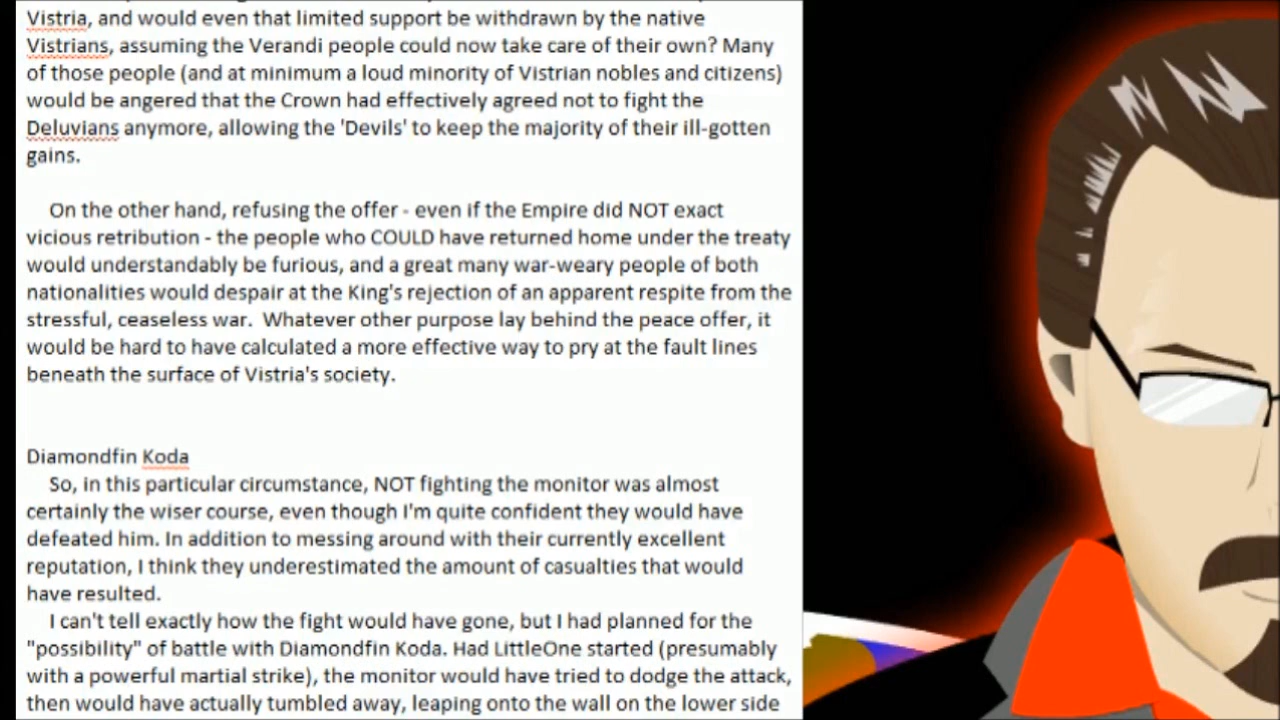 Vistria, and would even that limited support be withdrawn by the native
Vistrians, assuming the Verandi people could now take care of their own? Many
of those people (and at minimum a loud minority of Vistrian nobles and citizens)
would be angered that the Crown had effectively agreed not to fight the
Deluvians anymore, allowing the 'Devils' to keep the majority of their ill-gotten
gains.
On the other hand, refusing the offer - even if the Empire did NOT exact
vicious retribution - the people who COULD have returned home under the treaty
would understandably be furious, and a great many war-weary people of both
nationalities would despair at the King's rejection of an apparent respite from the
stressful, ceaseless war.  Whatever other purpose lay behind the peace offer, it
would be hard to have calculated a more effective way to pry at the fault lines
beneath the surface of Vistria's society.
Diamondfin Koda
So, in this particular circumstance, NOT fighting the monitor was almost
certainly the wiser course, even though I'm quite confident they would have
defeated him. In addition to messing around with their currently excellent
reputation, I think they underestimated the amount of casualties that would
have resulted.
I can't tell exactly how the fight would have gone, but I had planned for the
"possibility" of battle with Diamondfin Koda. Had LittleOne started (presumably
with a powerful martial strike), the monitor would have tried to dodge the attack,
then would have actually tumbled away, leaping onto the wall on the lower side